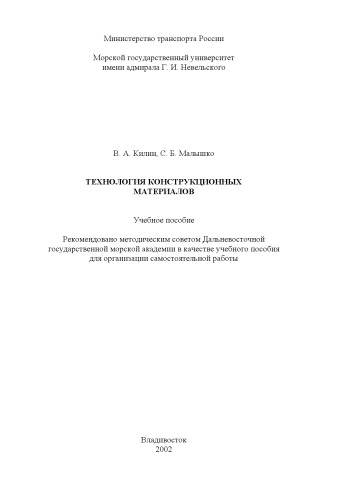 Министерство транспорта России
Морской государственный университет
имени адмирала Г. И. Невельского
В. А. Килин, С. Б. Малышко
ТЕХНОЛОГИЯ КОНСТРУКЦИОННЫХ
МАТЕРИАЛОВ
Учебное пособие
Рекомендовано методическим советом Дальневосточной
государственной морской академии в качестве учебного пособия
для организации самостоятельной работы
Владивосток
2002